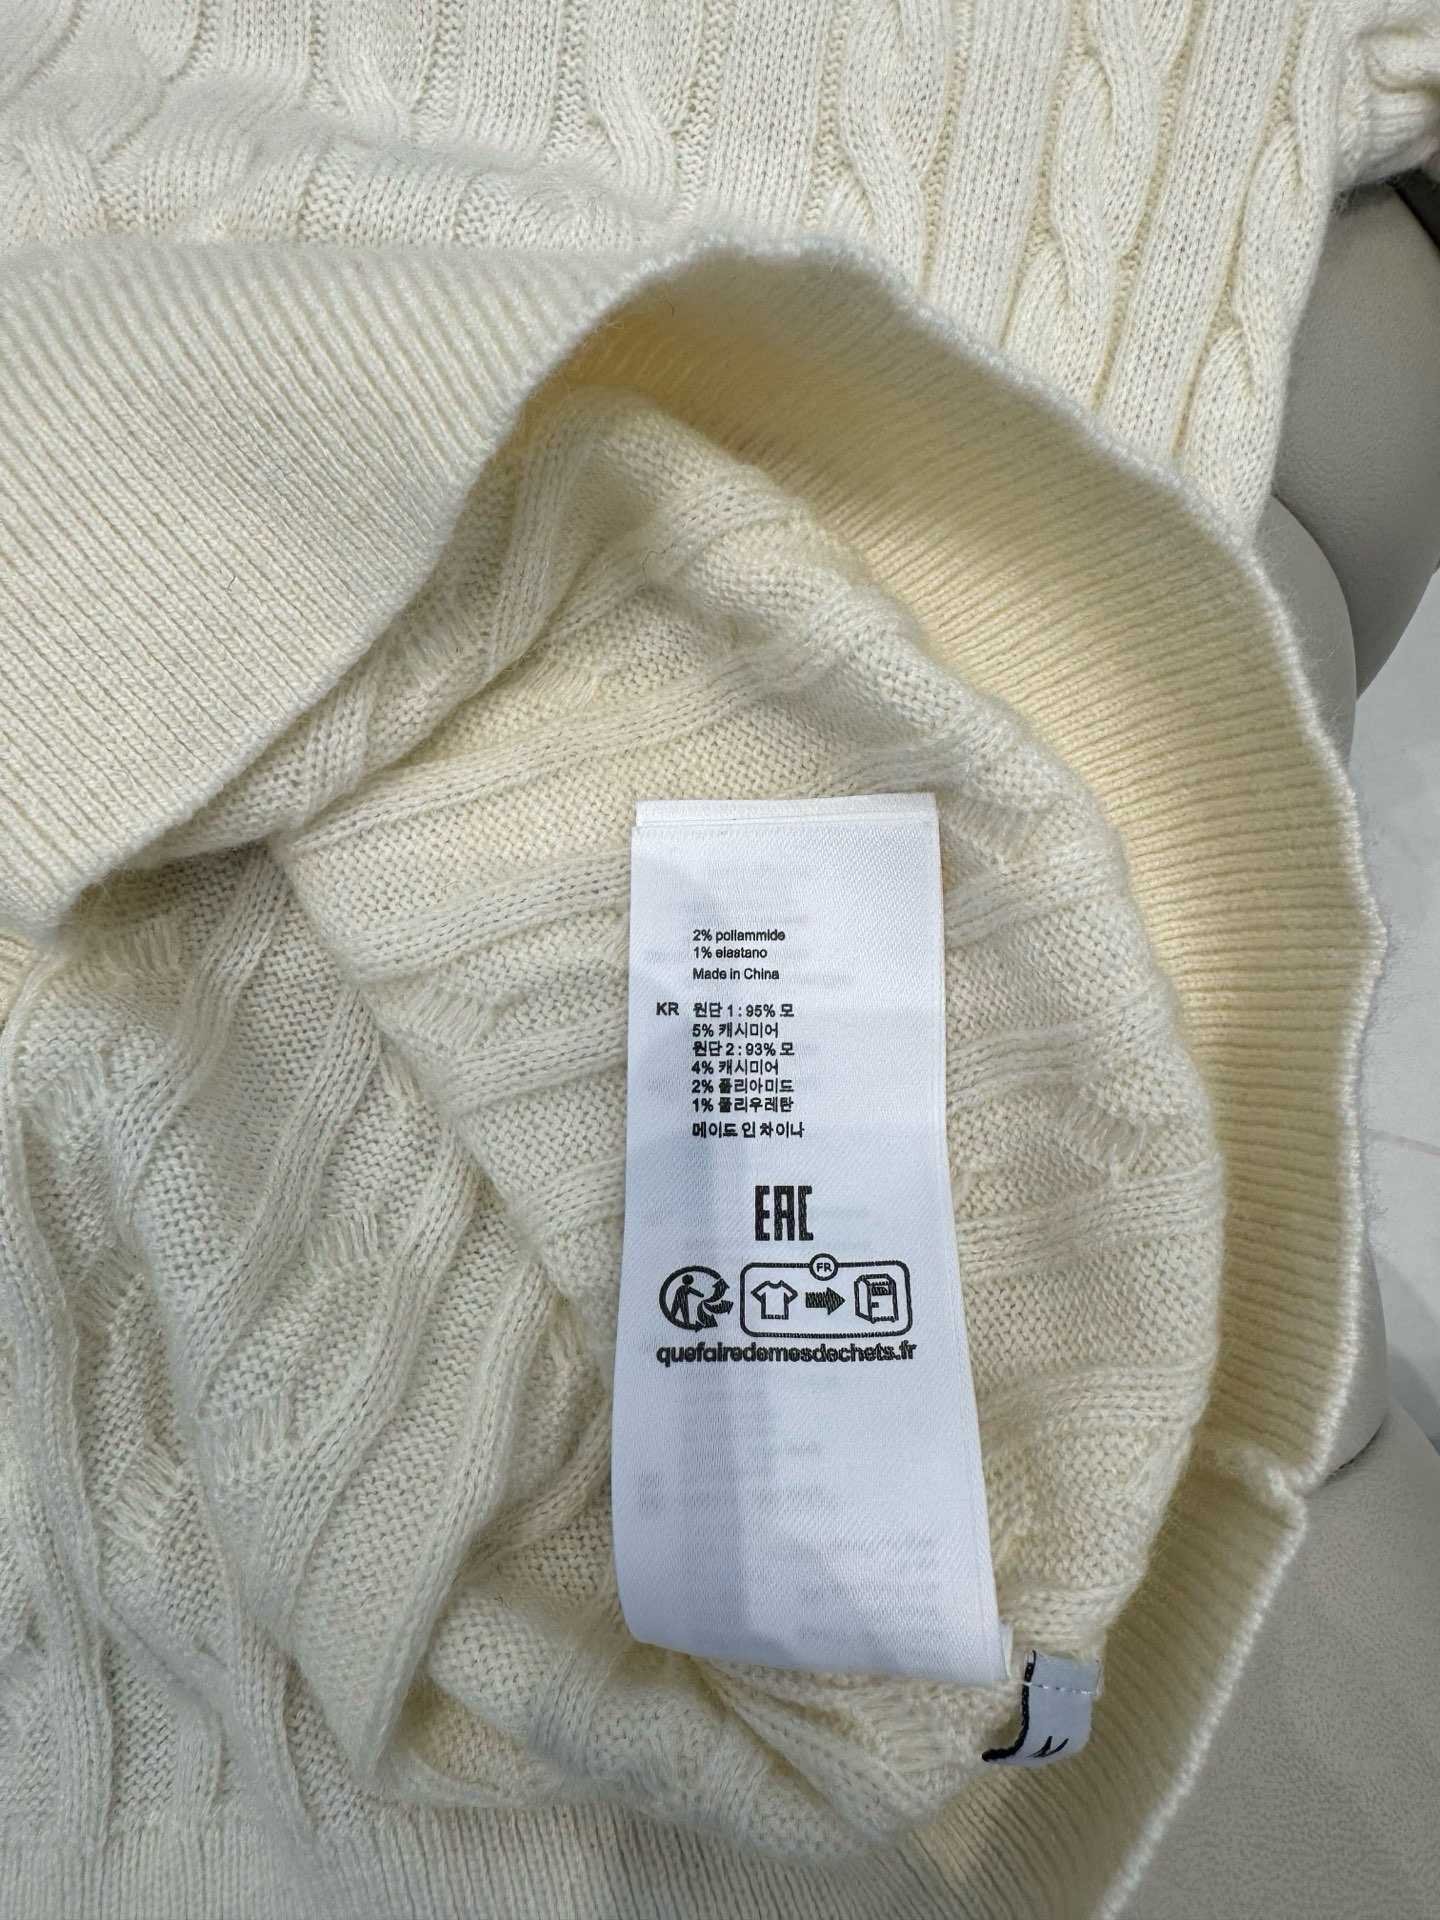 2% poliammide
1% elastano
Made in China
KR 원단 1 : 95% 모
5% 캐시미어
원단 2 : 93% 모
4% 캐시미어
2% 폴리아미드
1% 폴리우레탄
메이드 인 차이나
EAC
FR
quefairedemesdechets.fr